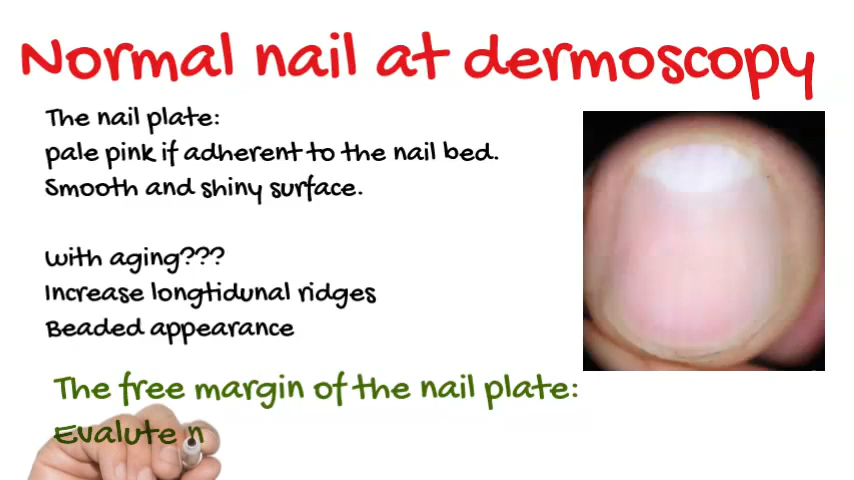 Normal nail at dermoscopy
The nail plate:
pale pink if adherent to the nail bed.
Smooth and shiny surface.
With aging???
Increase longtidunal ridges
Beaded appearance
The free margin of the nail plate:
Evalute n